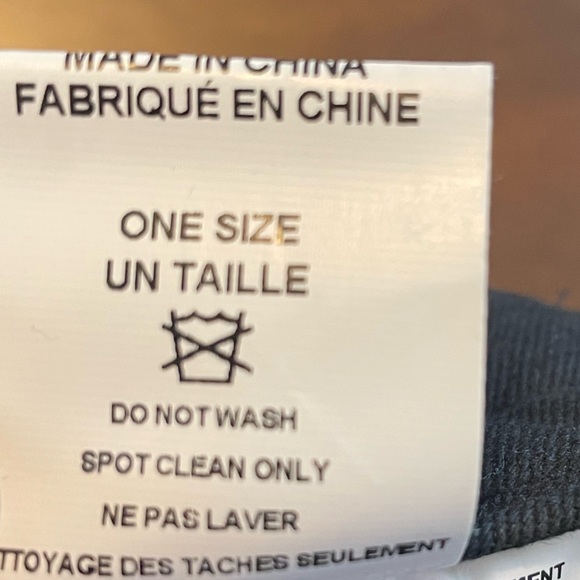 MADE IN CHINA
FABRIQUÉ EN CHINE
ONE SIZE
UN TAILLE
DO NOT WASH
SPOT CLEAN ONLY
NE PAS LAVER
TTOYAGE DES TACHES SEULEMENT